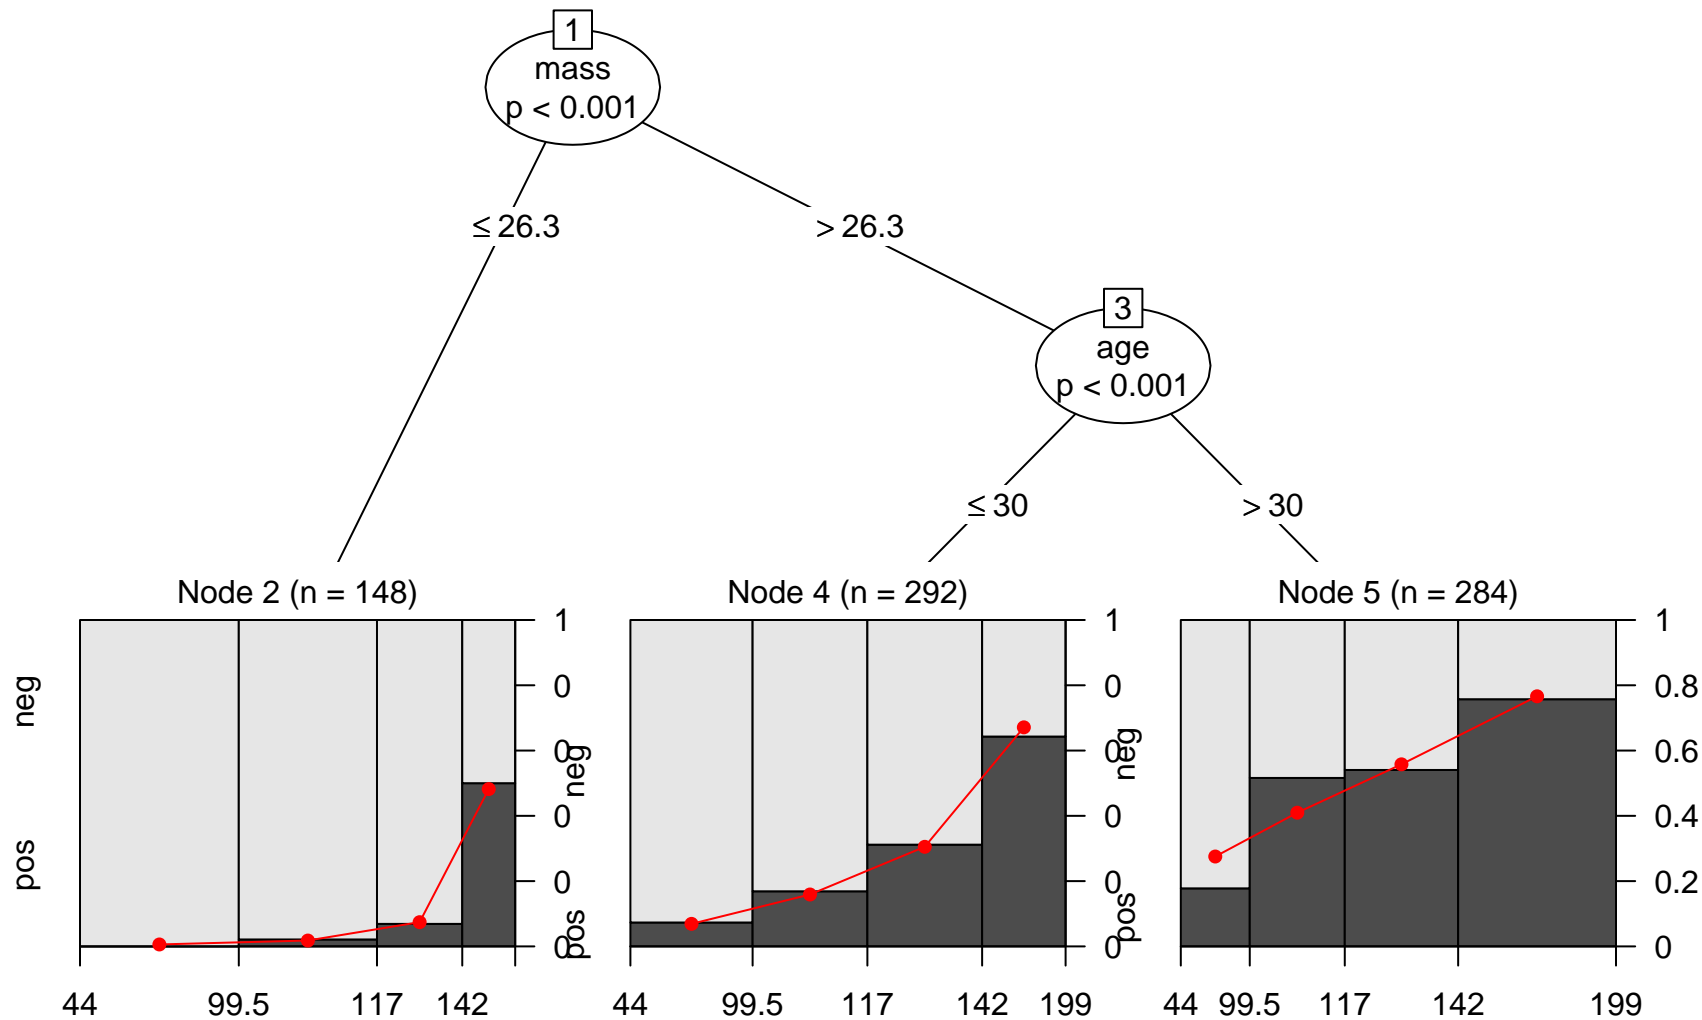 1
mass
p < 0.001
≤ 26.3
> 26.3
3
age
p < 0.001
≤ 30
> 30
Node 2 (n = 148)
Node 4 (n = 292)
Node 5 (n = 284)
neg
pos
1
0
0
0
0
0
44
99.5
117
142
neg
pos
1
0
0
0
0
0
44
99.5
117
142
199
neg
pos
1
0.8
0.6
0.4
0.2
0
44
99.5
117
142
199